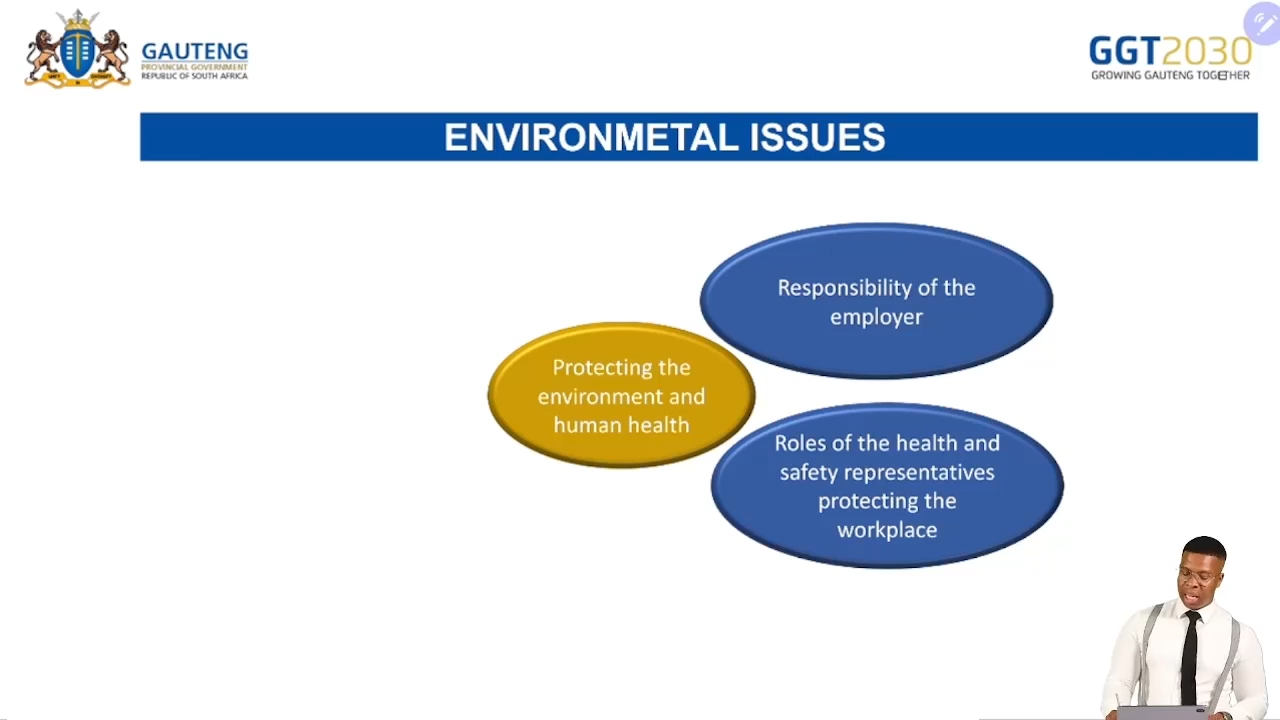 GAUTENG
PROVINCIAL GOVERNMENT
REPUBLIC OF SOUTH AFRICA
GGT2030
GROWING GAUTENG TOGETHER
ENVIRONMETAL ISSUES
Responsibility of the
employer
Protecting the
environment and
human health
Roles of the health and
safety representatives
protecting the
workplace